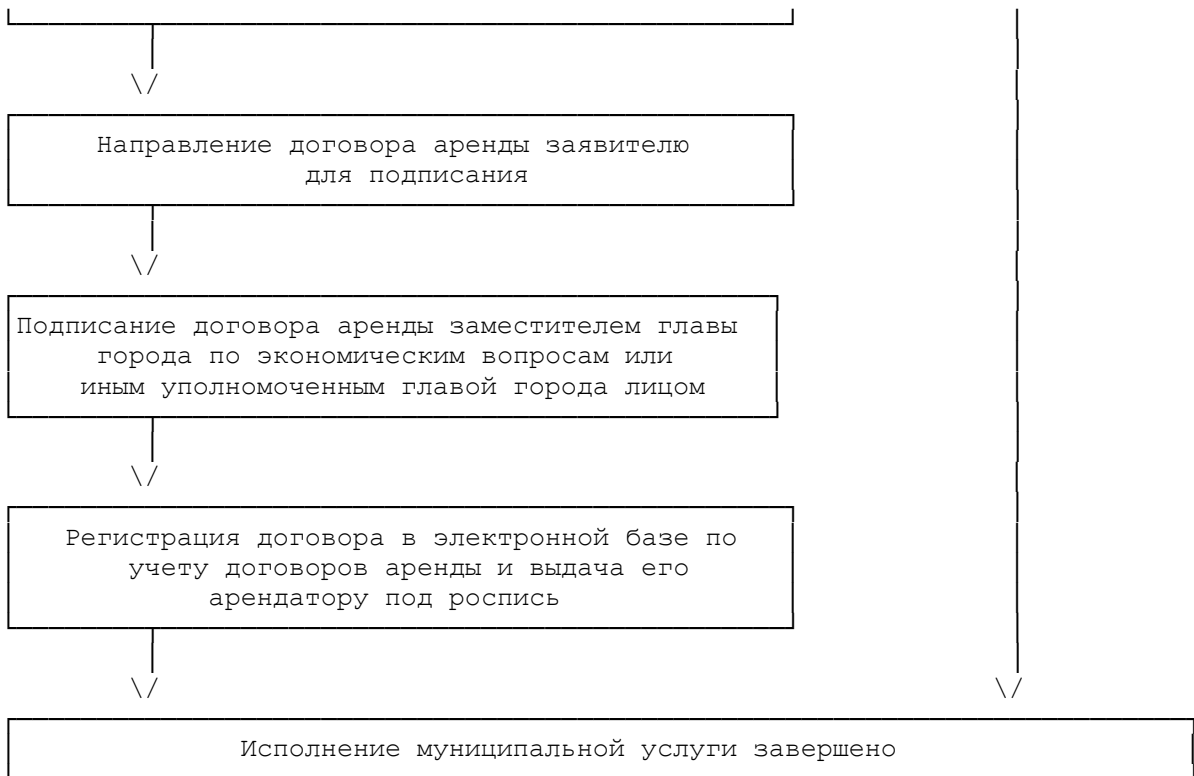 Направление договора аренды заявителю
для подписания
Подписание договора аренды заместителем главы
города по экономическим вопросам или
иным уполномоченным главой города лицом
Регистрация договора в электронной базе по
учету договоров аренды и выдача его
арендатору под роспись
Исполнение муниципальной услуги завершено